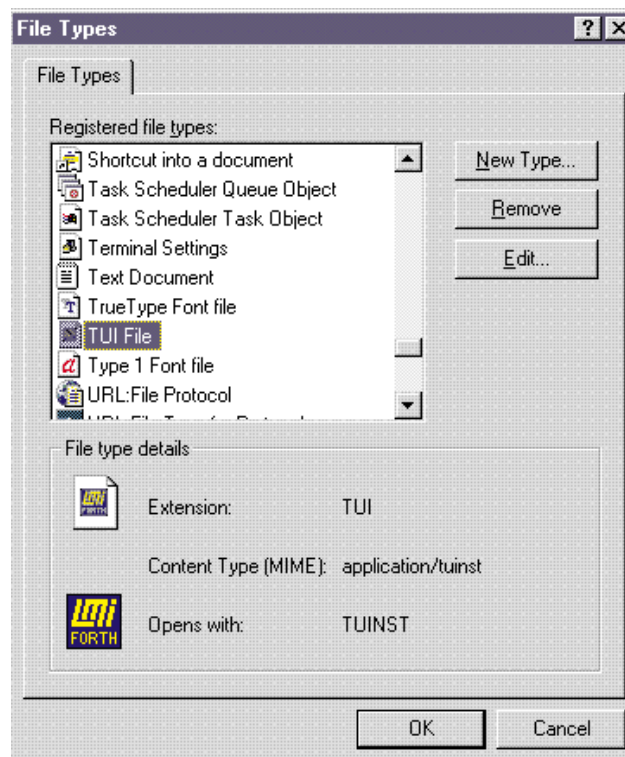 File Types
File Types
Registered file types:
Shortcut into a document
New Type...
Task Scheduler Queue Object
Task Scheduler Task Object
Remove
Terminal Settings
Edit...
Text Document
TrueType Font file
TUI File
Type 1 Font file
URL:File Protocol
File type details
LMI FORTH
Extension: TUI
Content Type (MIME): application/tuinst
LMI
FORTH
Opens with: TUINST
OK Cancel